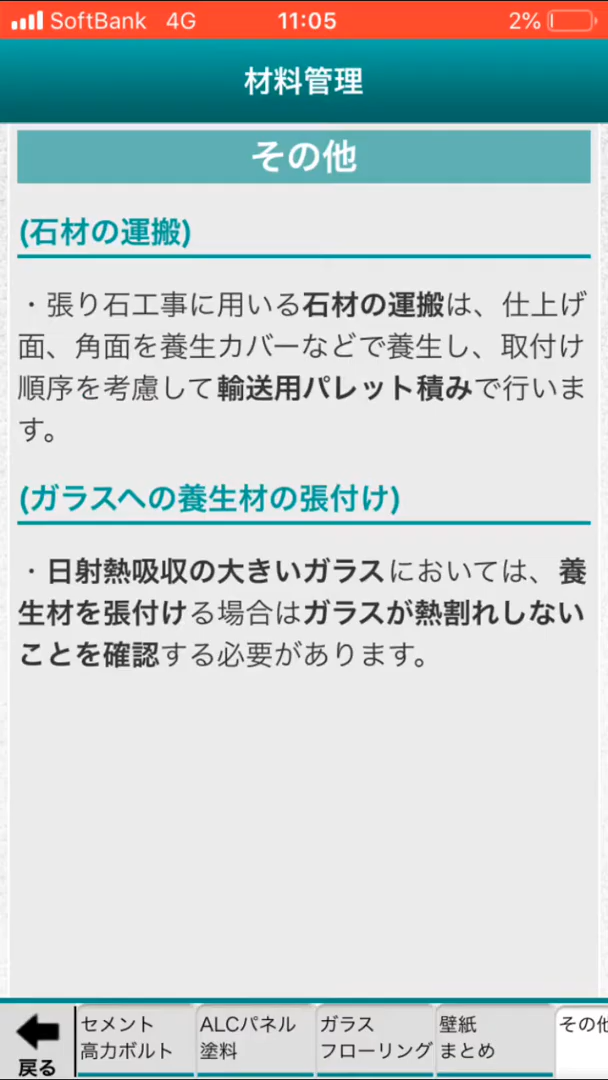 SoftBank 4G 11:05 2%
材料管理
その他
(石材の運搬)
・張り石工事に用いる石材の運搬は、仕上げ
面、角面を養生カバーなどで養生し、取付け
順序を考慮して輸送用パレット積みで行いま
す。
(ガラスへの養生材の張付け)
・日射熱吸収の大きいガラスにおいては、養
生材を張付ける場合はガラスが熱割れしない
ことを確認する必要があります。
戻る
セメント
高力ボルト
ALCパネル
塗料
ガラス
フローリング
壁紙
まとめ
その他